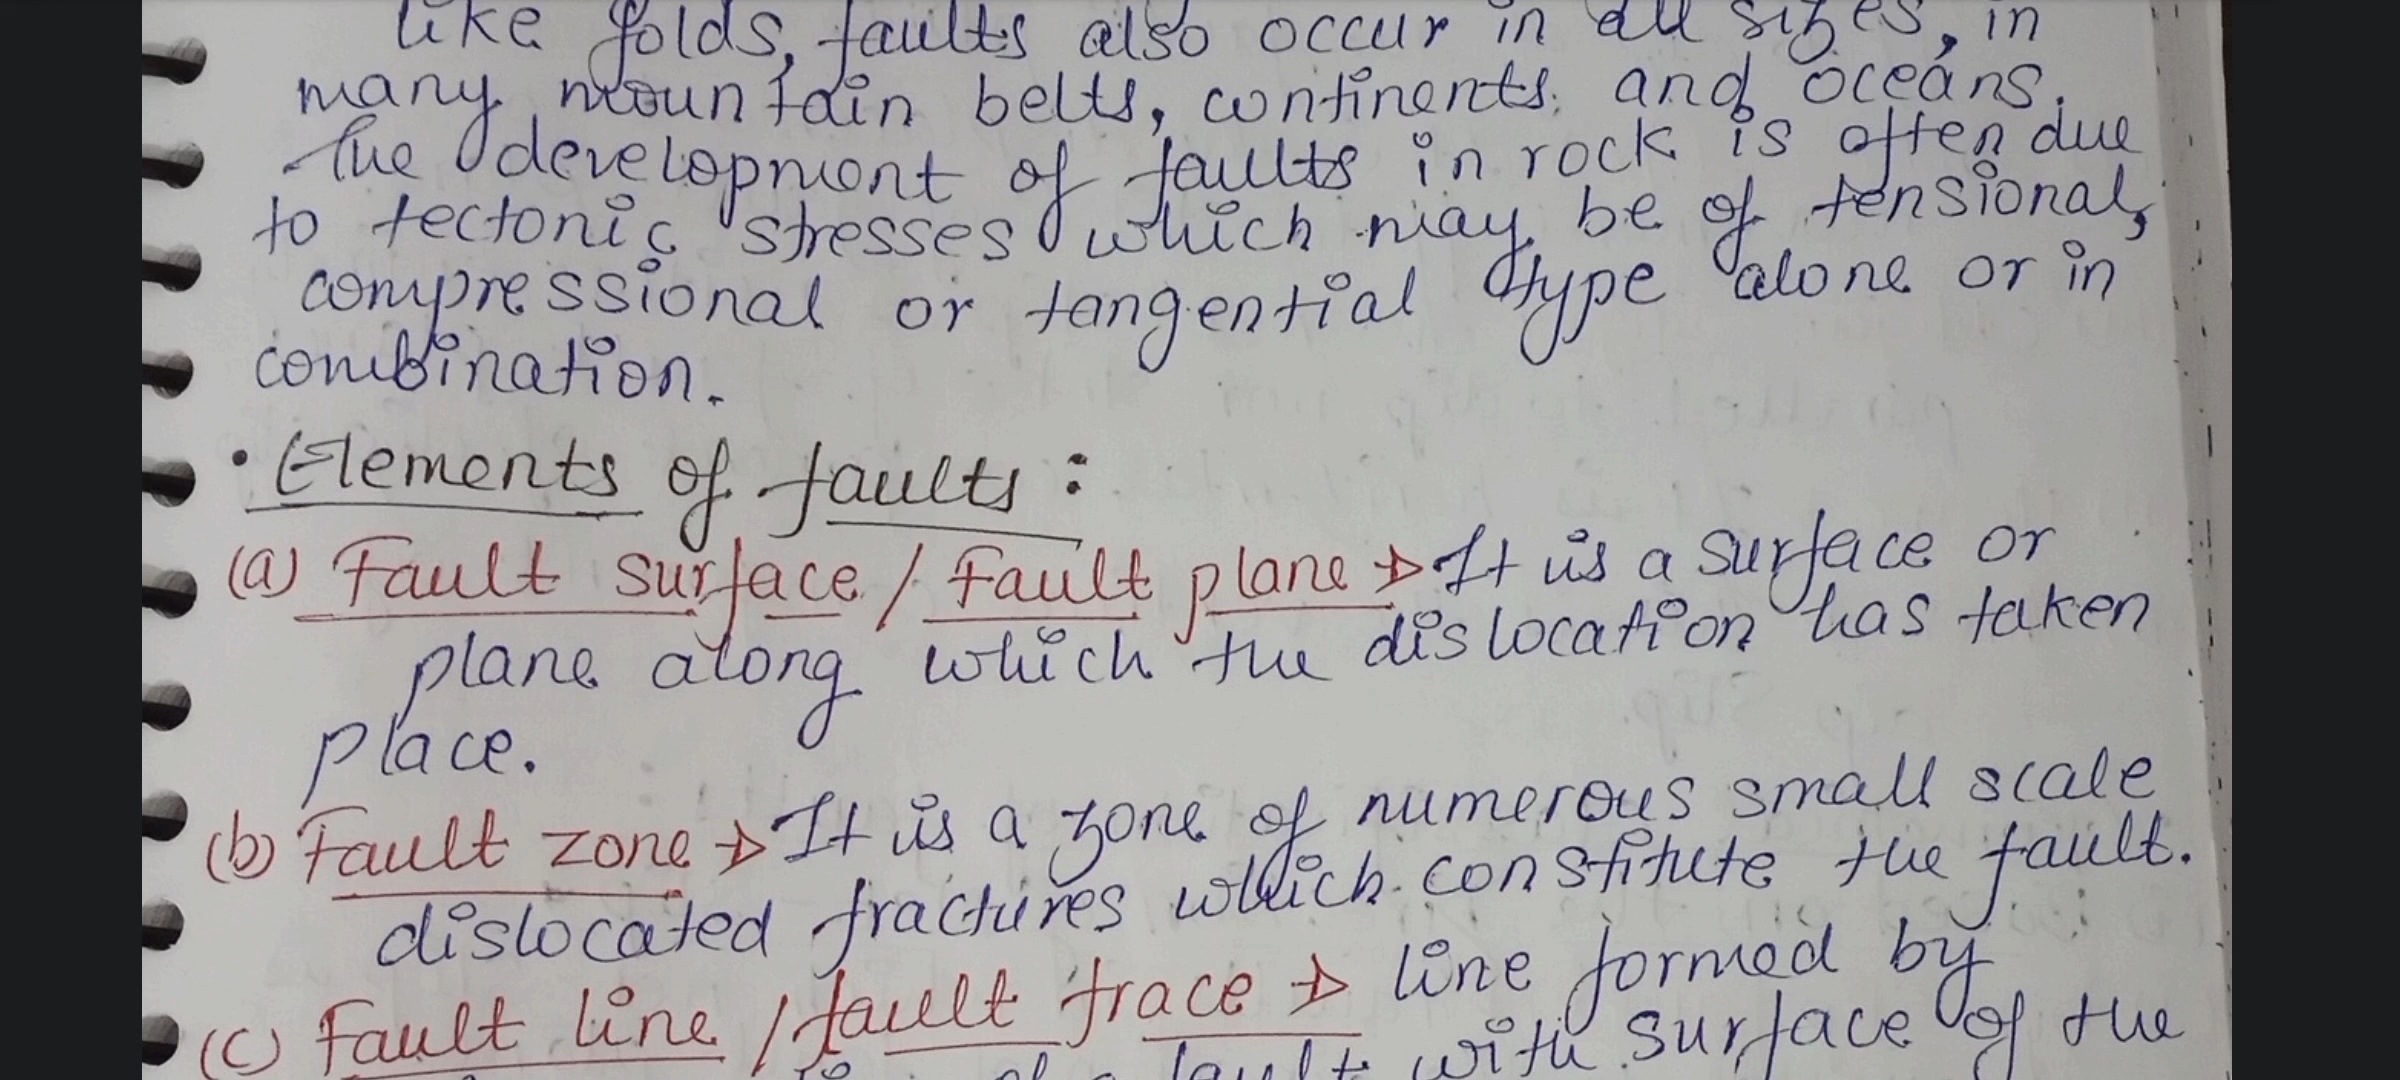 like folds, faults also occur in all sizes, in
many mountain belts, continents and oceans.
The development of faults in rock is often due
to tectonic stresses which may be of tensional,
compressional or tangential type alone or in
combination.
• Elements of faults :
(a) Fault surface / Fault plane → It is a surface or
plane along which the dislocation has taken
place.
(b) Fault zone → It is a zone of numerous small scale
dislocated fractures which constitute the fault.
(c) Fault line / fault trace → line formed by
of a fault with surface of the